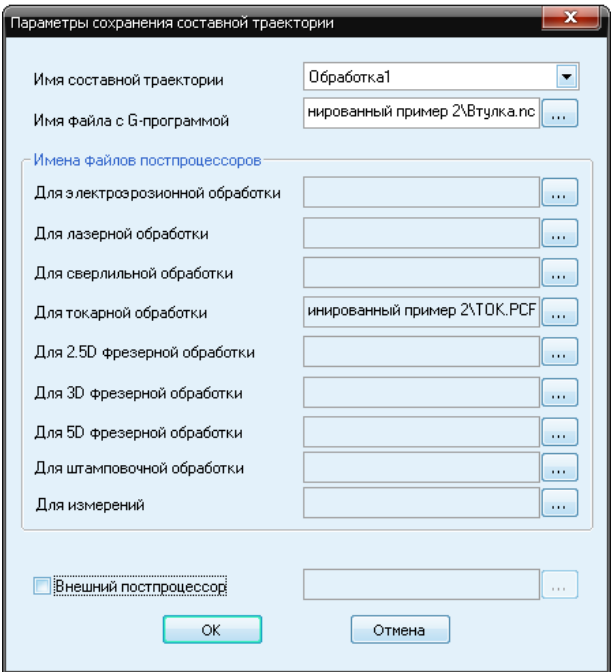 Параметры сохранения составной траектории
Имя составной траектории
Обработка1
Имя файла с G-программой
нированный пример 2\Втулка.nc
...
Имена файлов постпроцессоров
Для электроэрозионной обработки
...
Для лазерной обработки
...
Для сверлильной обработки
...
Для токарной обработки
инированный пример 2\ТОК.PCF
...
Для 2.5D фрезерной обработки
...
Для 3D фрезерной обработки
...
Для 5D фрезерной обработки
...
Для штамповочной обработки
...
Для измерений
...
Внешний постпроцессор
...
OK
Отмена